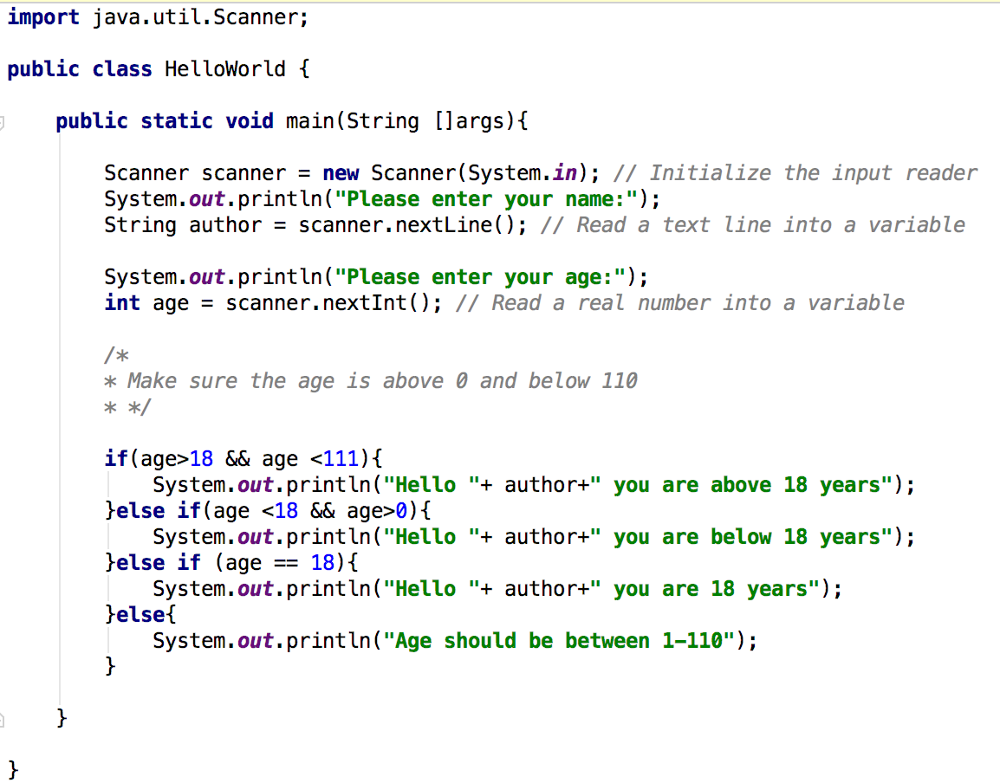 import java.util.Scanner;
public class HelloWorld {
public static void main(String []args){
Scanner scanner = new Scanner(System.in); // Initialize the input reader
System.out.println("Please enter your name:");
String author = scanner.nextLine(); // Read a text line into a variable
System.out.println("Please enter your age:");
int age = scanner.nextInt(); // Read a real number into a variable
/*
* Make sure the age is above 0 and below 110
* */
if(age>18 && age <111){
System.out.println("Hello "+ author+" you are above 18 years");
}else if(age <18 && age>0){
System.out.println("Hello "+ author+" you are below 18 years");
}else if (age == 18){
System.out.println("Hello "+ author+" you are 18 years");
}else{
System.out.println("Age should be between 1-110");
}
}
}